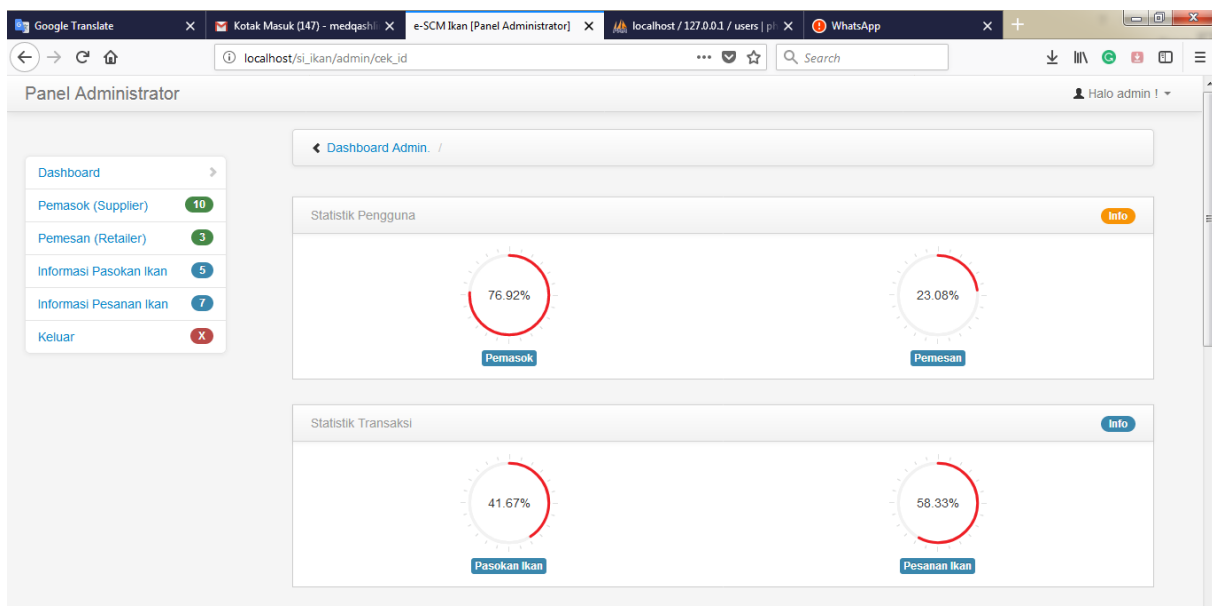 Google Translate
Kotak Masuk (147) - medqashli
e-SCM Ikan [Panel Administrator]
localhost / 127.0.0.1 / users | ph
WhatsApp
localhost/si_ikan/admin/cek_id
Search
Panel Administrator
Halo admin !
Dashboard Admin. /
Dashboard
Pemasok (Supplier) 10
Pemesan (Retailer) 3
Informasi Pasokan Ikan 5
Informasi Pesanan Ikan 7
Keluar X
Statistik Pengguna Info
76.92% 23.08%
Pemasok Pemesan
Statistik Transaksi Info
41.67% 58.33%
Pasokan Ikan Pesanan Ikan